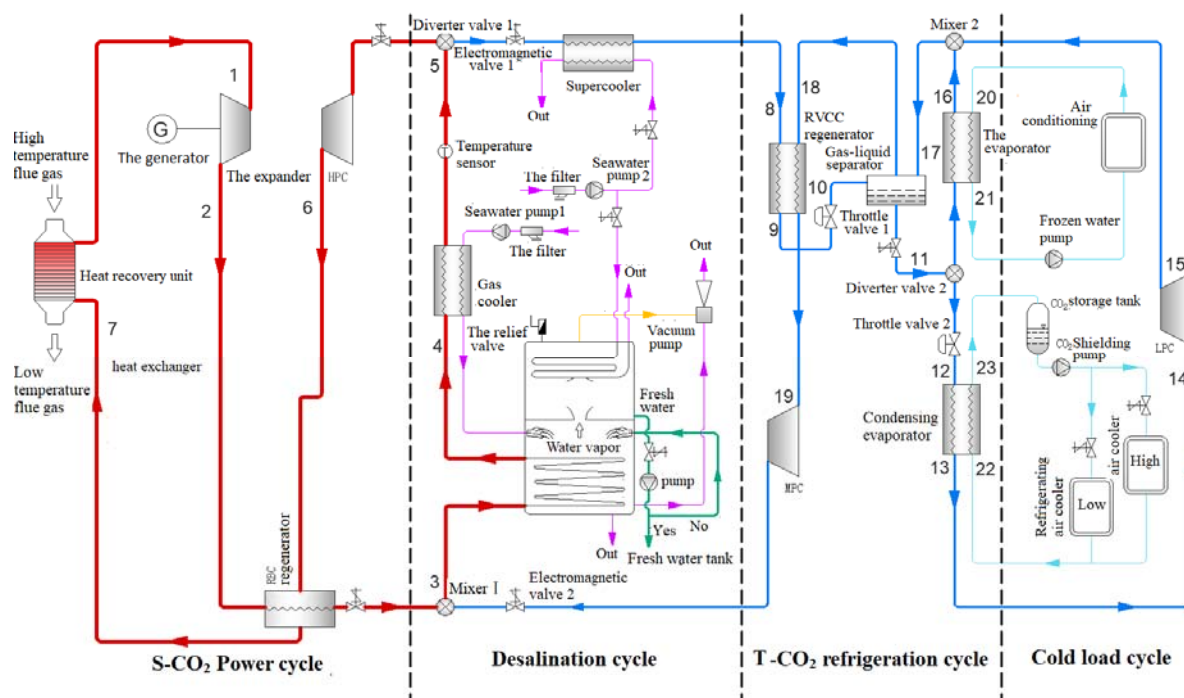 Diverter valve 1
Electromagnetic
valve 1
Supercooler
Out
Mixer 2
1
5
8
18
16
20
G
The generator
The expander
HPC
High
temperature
flue gas
2
6
Heat recovery unit
7
heat exchanger
Low
temperature
flue gas
RBC
regenerator
S-CO₂ Power cycle
T
Temperature
sensor
The filter
Seawater
pump 2
Seawater pump1
The filter
Gas
cooler
4
The relief
valve
Out
Out
Vacuum
pump
Fresh
water
Water vapor
pump
No
Yes
Out
Fresh water tank
3
Mixer I
Electromagnetic
valve 2
Desalination cycle
RVCC
regenerator
Gas-liquid
separator
10
17
9
Throttle
valve 1
11
Diverter valve 2
Throttle valve 2
12
23
Condensing
evaporator
13
22
19
MPC
T-CO₂ refrigeration cycle
The
evaporator
21
Air
conditioning
Frozen water
pump
15
CO₂storage tank
CO₂Shielding
pump
LPC
14
air cooler
High
Refrigerating
air cooler
Low
Cold load cycle